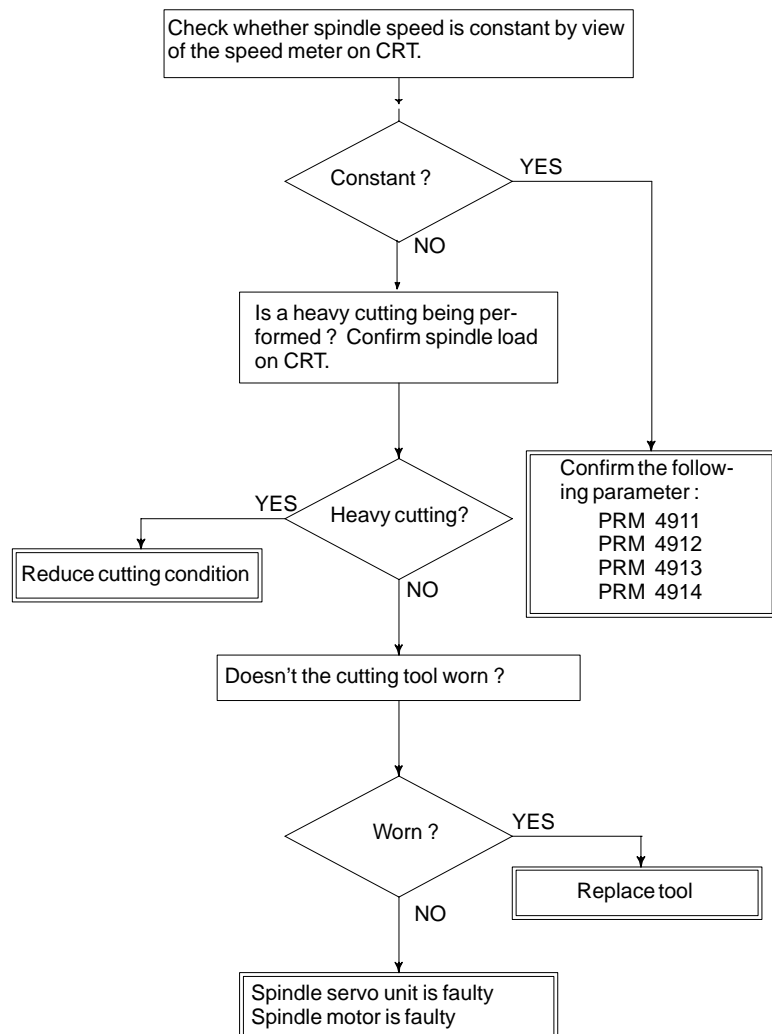 Check whether spindle speed is constant by view
of the speed meter on CRT.
Constant ?
YES
NO
Is a heavy cutting being per-
formed ? Confirm spindle load
on CRT.
Confirm the follow-
ing parameter :
PRM 4911
PRM 4912
PRM 4913
PRM 4914
YES
Heavy cutting?
Reduce cutting condition
NO
Doesn't the cutting tool worn ?
Worn ?
YES
Replace tool
NO
Spindle servo unit is faulty
Spindle motor is faulty